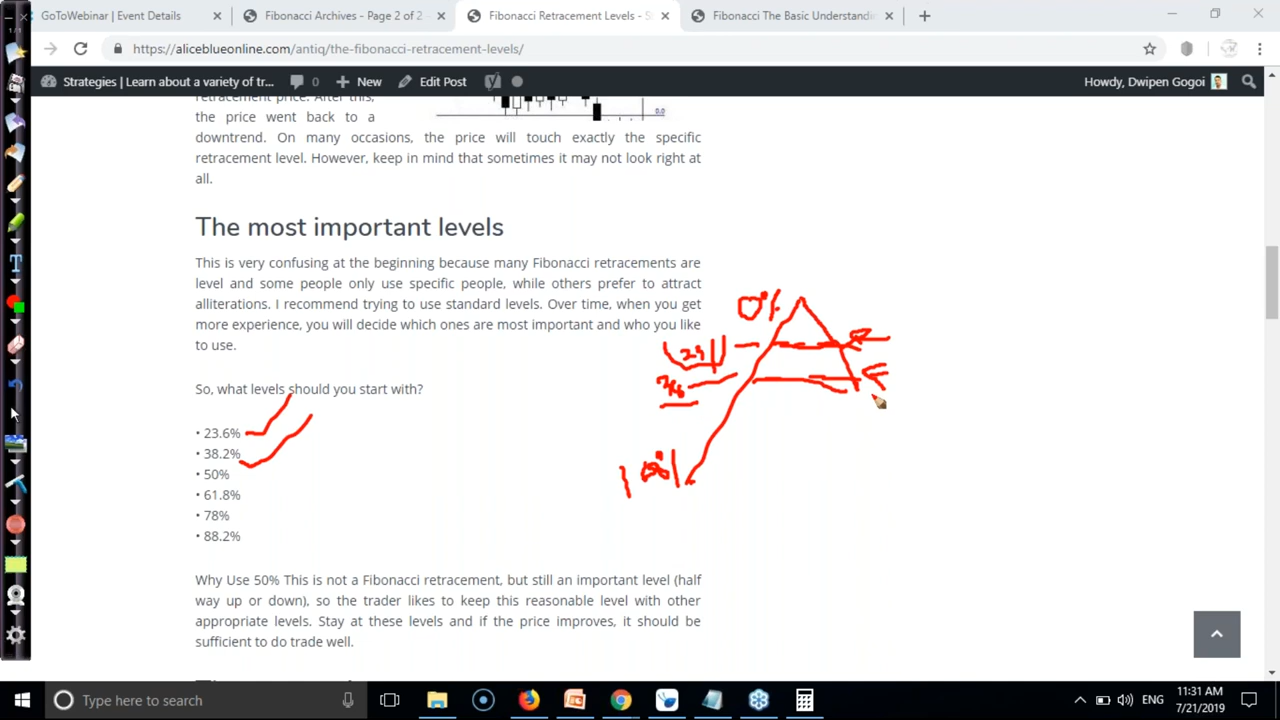 GoToWebinar | Event Details
Fibonacci Archives - Page 2 of 2 -
Fibonacci Retracement Levels - S
Fibonacci The Basic Understandin
https://aliceblueonline.com/antiq/the-fibonacci-retracement-levels/
Strategies | Learn about a variety of tr... 0 New Edit Post Howdy, Dwipen Gogoi
retracement price. After this,
0.0
the price went back to a
downtrend. On many occasions, the price will touch exactly the specific
retracement level. However, keep in mind that sometimes it may not look right at
all.
The most important levels
This is very confusing at the beginning because many Fibonacci retracements are
level and some people only use specific people, while others prefer to attract
alliterations. I recommend trying to use standard levels. Over time, when you get
more experience, you will decide which ones are most important and who you like
to use.
So, what levels should you start with?
• 23.6%
• 38.2%
• 50%
• 61.8%
• 78%
• 88.2%
0%
23
100%
Why Use 50% This is not a Fibonacci retracement, but still an important level (half
way up or down), so the trader likes to keep this reasonable level with other
appropriate levels. Stay at these levels and if the price improves, it should be
sufficient to do trade well.
Type here to search
ENG
11:31 AM
7/21/2019